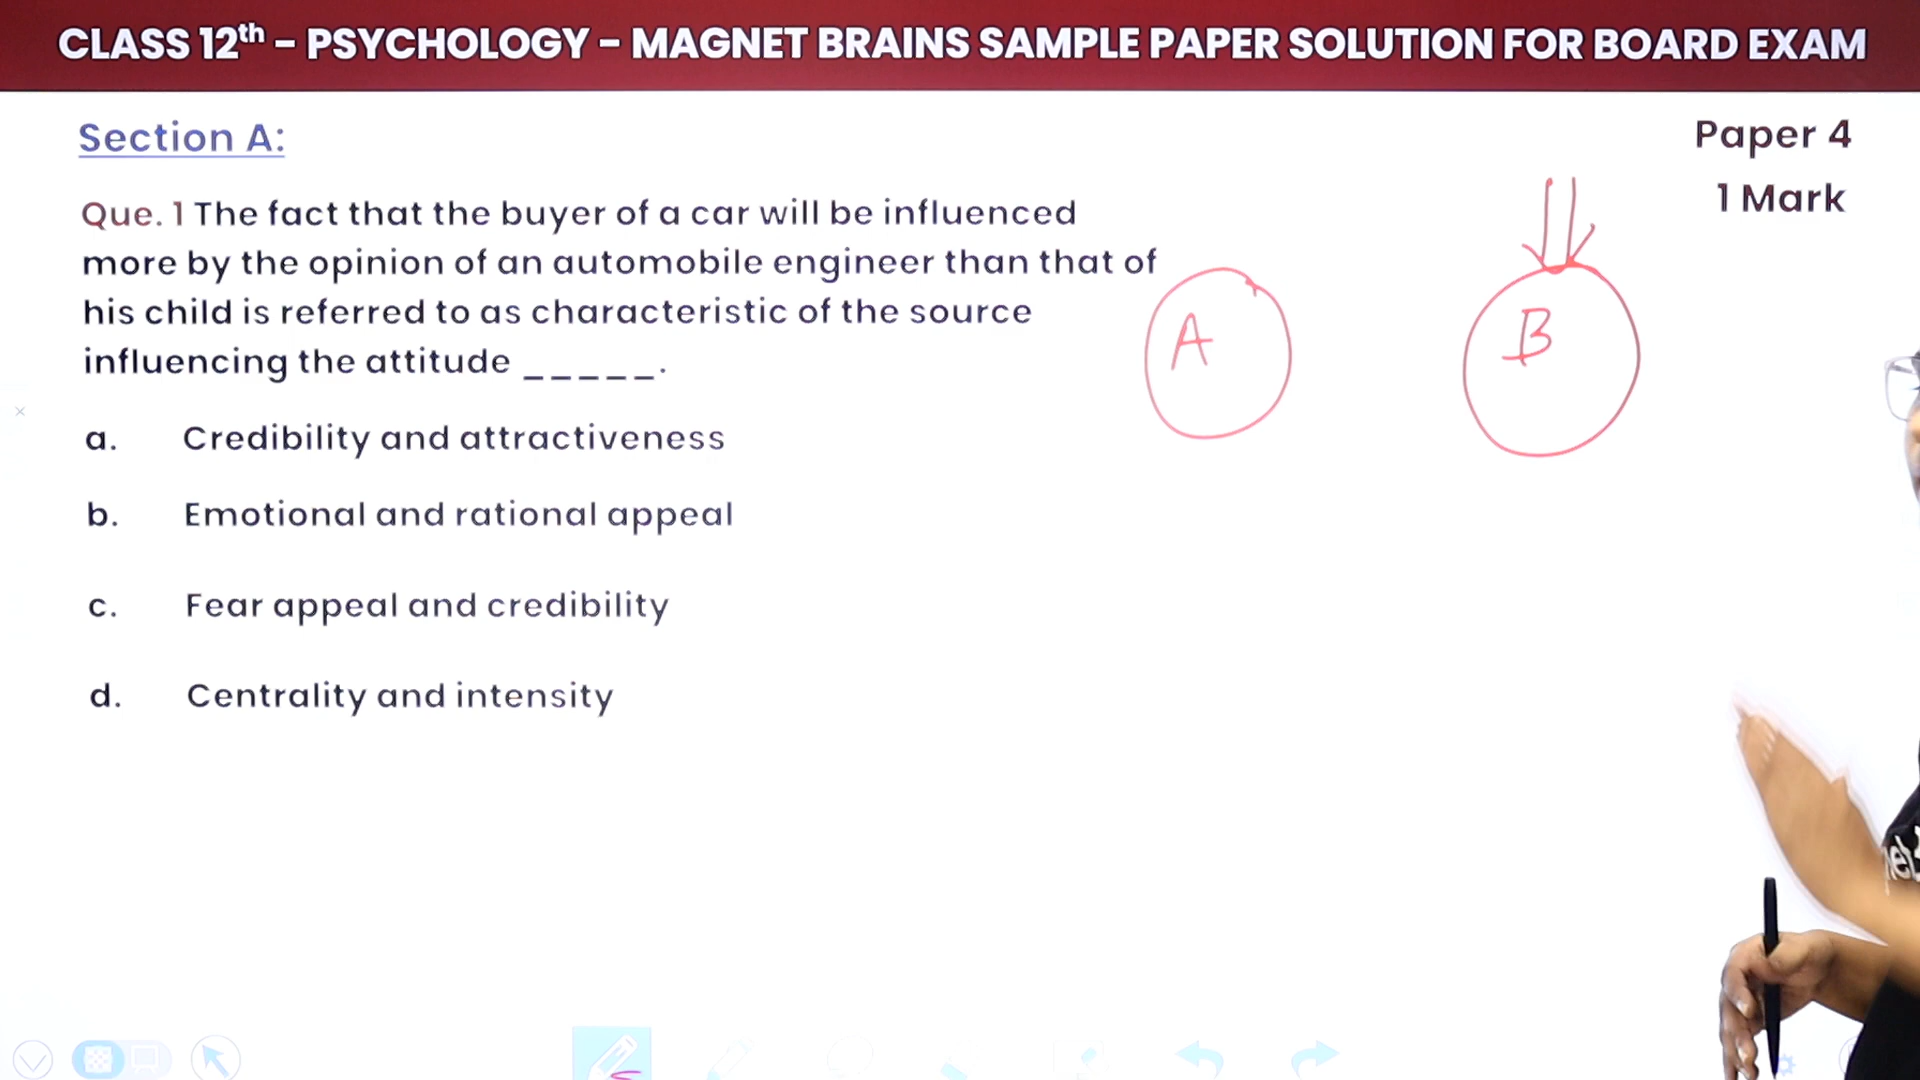 CLASS 12th - PSYCHOLOGY - MAGNET BRAINS SAMPLE PAPER SOLUTION FOR BOARD EXAM
Section A:
Paper 4
1 Mark
Que. 1 The fact that the buyer of a car will be influenced
more by the opinion of an automobile engineer than that of
his child is referred to as characteristic of the source
influencing the attitude _____.
A
B
a. Credibility and attractiveness
b. Emotional and rational appeal
c. Fear appeal and credibility
d. Centrality and intensity